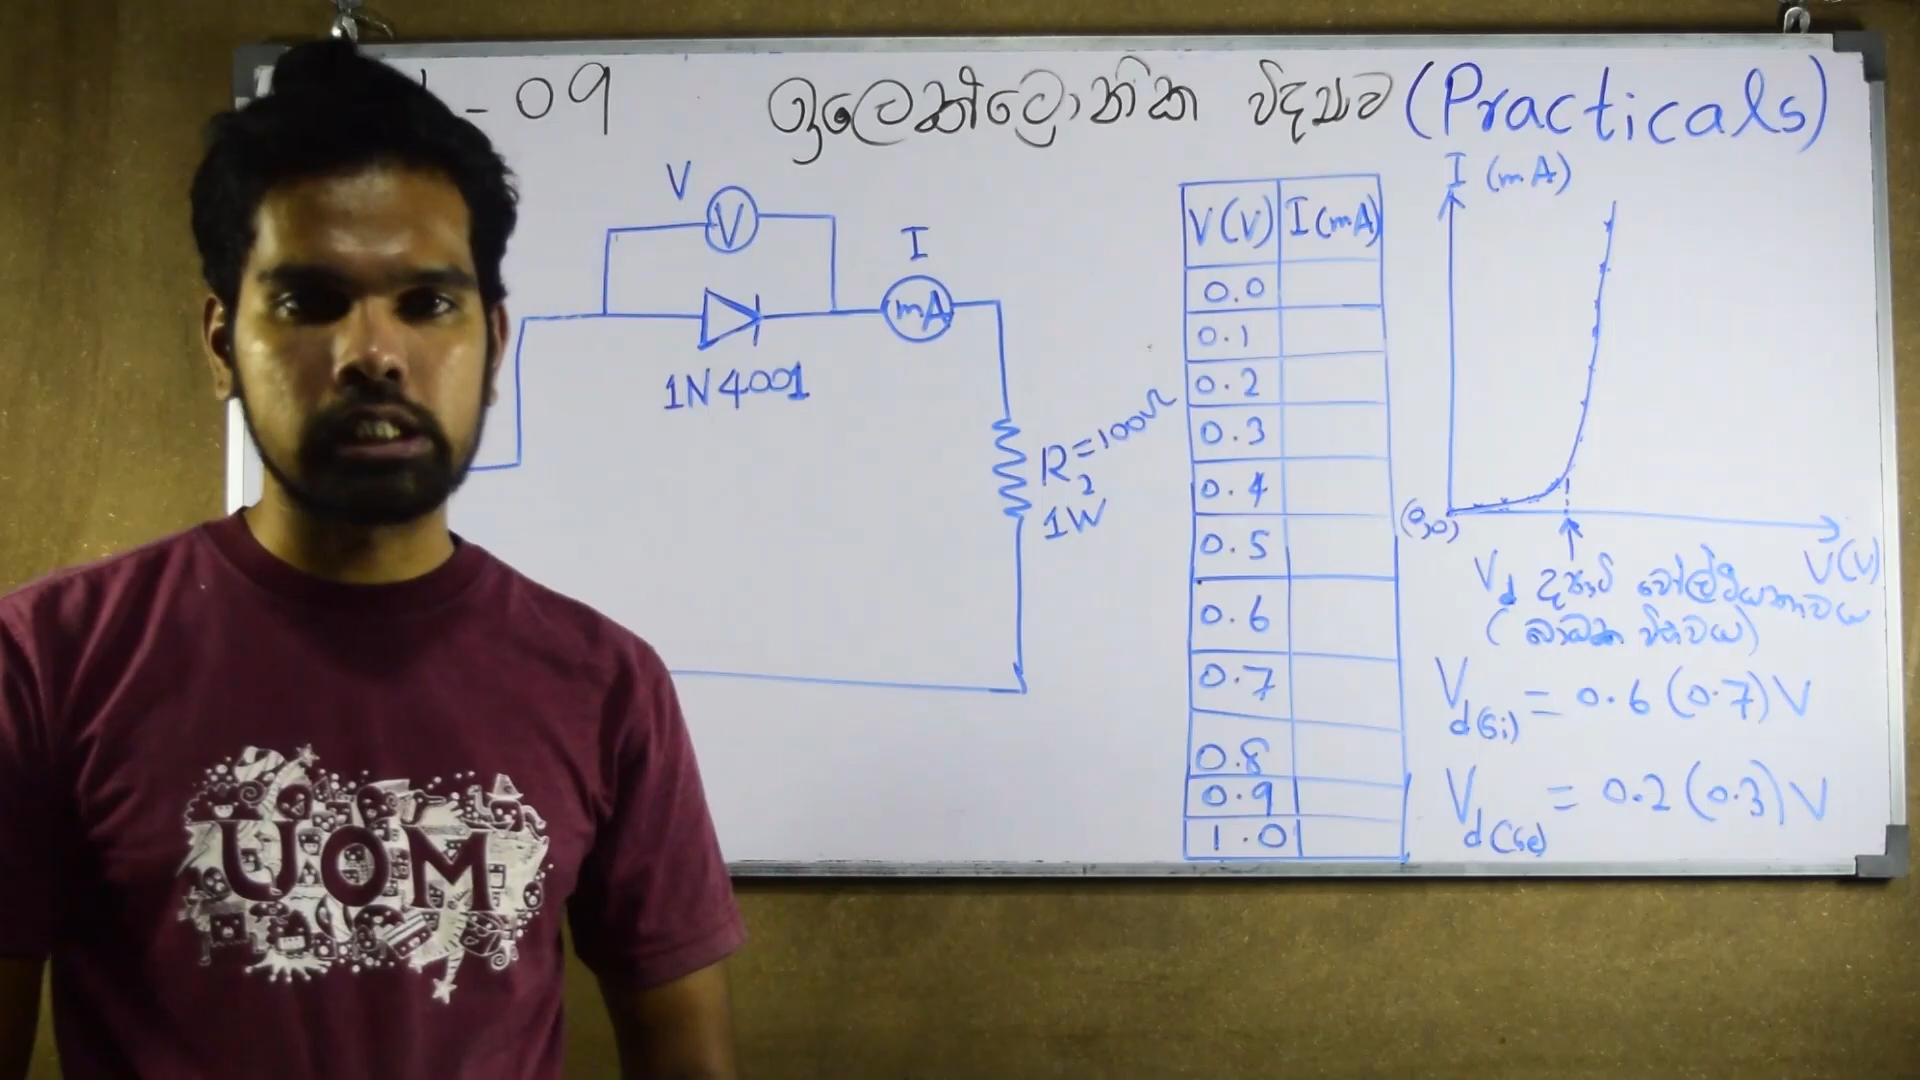 - 09 ඉලෙක්ට්‍රොනික විද්‍යාව (Practicals)
V
V
I
mA
1N4001
R₂ = 100Ω
1W
V(V) I(mA)
0.0
0.1
0.2
0.3
0.4
0.5
0.6
0.7
0.8
0.9
1.0
I (mA)
(0,0)
V(V)
Vd දැහැරි වෝල්ටීයතාවය
(බාධක විභවය)
Vd(Si) = 0.6 (0.7) V
Vd(Ge) = 0.2 (0.3) V
UOM